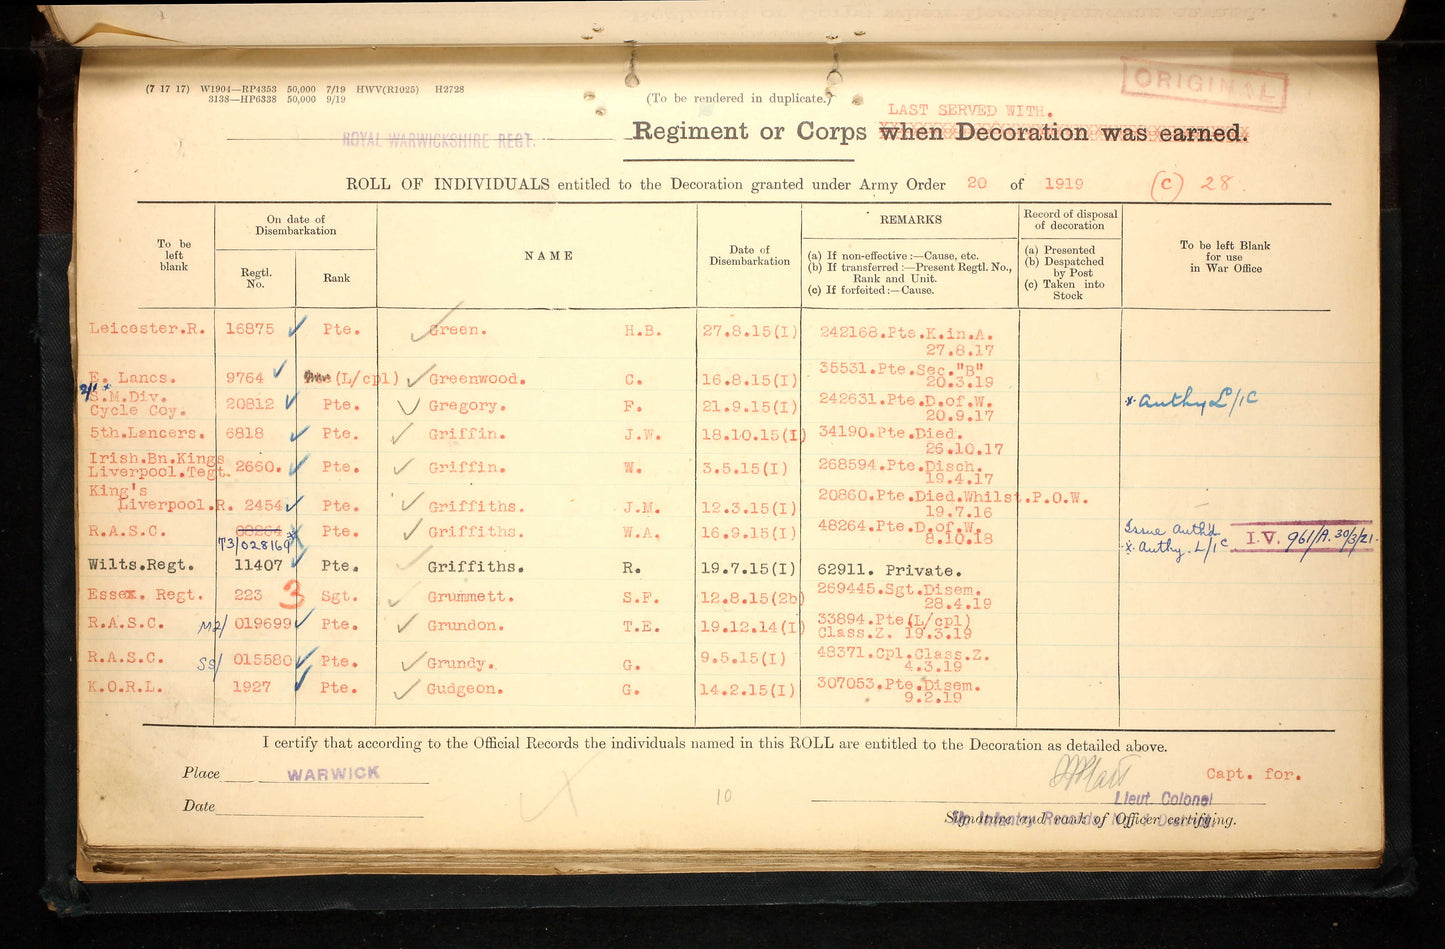 ORIGINAL
(7 17 17) W1904—RP4353 50,000 7/19 HWV(R1025) H2728
3138—HP6338 50,000 9/19
(To be rendered in duplicate.)
LAST SERVED WITH.
ROYAL WARWICKSHIRE REGT. Regiment or Corps when Decoration was earned.
ROLL OF INDIVIDUALS entitled to the Decoration granted under Army Order 20 of 1919 (C) 28.
To be left blank
On date of Disembarkation
Regtl. No.
Rank
NAME
Date of Disembarkation
REMARKS
(a) If non-effective :—Cause, etc.
(b) If transferred :—Present Regtl. No., Rank and Unit.
(c) If forfeited :—Cause.
Record of disposal of decoration
(a) Presented
(b) Despatched by Post
(c) Taken into Stock
To be left Blank for use in War Office
Leicester.R. 16875 Pte. Green. H.B. 27.8.15(I) 242168.Pte.K.in.A.
27.8.17
E. Lancs. 9764 (L/cpl) Greenwood. C. 16.8.15(I) 35531.Pte.Sec."B"
20.3.19
S.M.Div.
Cycle Coy. 20812 Pte. Gregory. F. 21.9.15(I) 242631.Pte.D.of.W. * Authy L/1C
20.9.17
5th.Lancers. 6818 Pte. Griffin. J.W. 18.10.15(I) 34190.Pte.Died.
26.10.17
Irish.Bn.Kings
Liverpool.Tegt. 2660. Pte. Griffin. W. 3.5.15(I) 268594.Pte.Disch.
19.4.17
King's
Liverpool.R. 2454 Pte. Griffiths. J.M. 12.3.15(I) 20860.Pte.Died.Whilst.P.O.W.
19.7.16
R.A.S.C. T3/028169 Pte. Griffiths. W.A. 16.9.15(I) 48264.Pte.D.of.W. Issue Authd
8.10.18 * Authy. L/1C I.V. 961/A. 30/3/21.
Wilts.Regt. 11407 Pte. Griffiths. R. 19.7.15(I) 62911. Private.
Essex. Regt. 223 3 Sgt. Grummett. S.F. 12.8.15(2b) 269445.Sgt.Disem.
28.4.19
R.A.S.C. M2/ 019699 Pte. Grundon. T.E. 19.12.14(I) 33894.Pte(L/cpl)
Class.Z. 19.3.19
R.A.S.C. SS/ 015580 Pte. Grundy. G. 9.5.15(I) 48371.Cpl.Class.Z.
4.3.19
K.O.R.L. 1927 Pte. Gudgeon. G. 14.2.15(I) 307053.Pte.Disem.
9.2.19
I certify that according to the Official Records the individuals named in this ROLL are entitled to the Decoration as detailed above.
Place WARWICK Capt. for.
10
Lieut. Colonel
Date Signature and rank of Officer certifying.